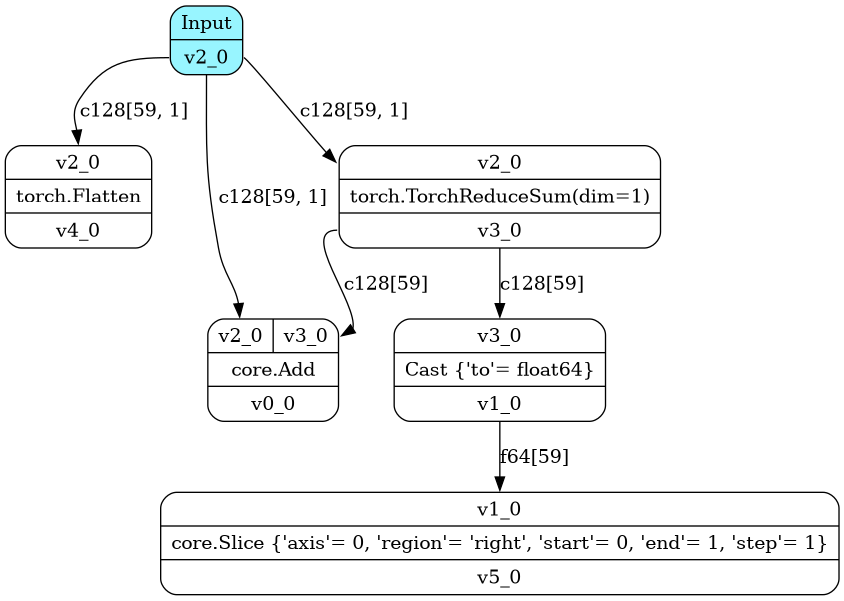 Input
v2_0
c128[59, 1]
c128[59, 1]
v2_0
torch.Flatten
v4_0
c128[59, 1]
v2_0
torch.TorchReduceSum(dim=1)
v3_0
c128[59]
c128[59]
v2_0 v3_0
core.Add
v0_0
v3_0
Cast {'to'= float64}
v1_0
f64[59]
v1_0
core.Slice {'axis'= 0, 'region'= 'right', 'start'= 0, 'end'= 1, 'step'= 1}
v5_0